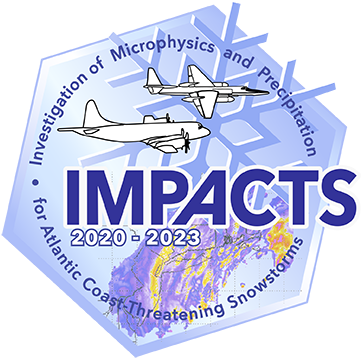 Investigation of Microphysics and Precipitation
IMPACTS
2020 - 2023
for Atlantic Coast-Threatening Snowstorms